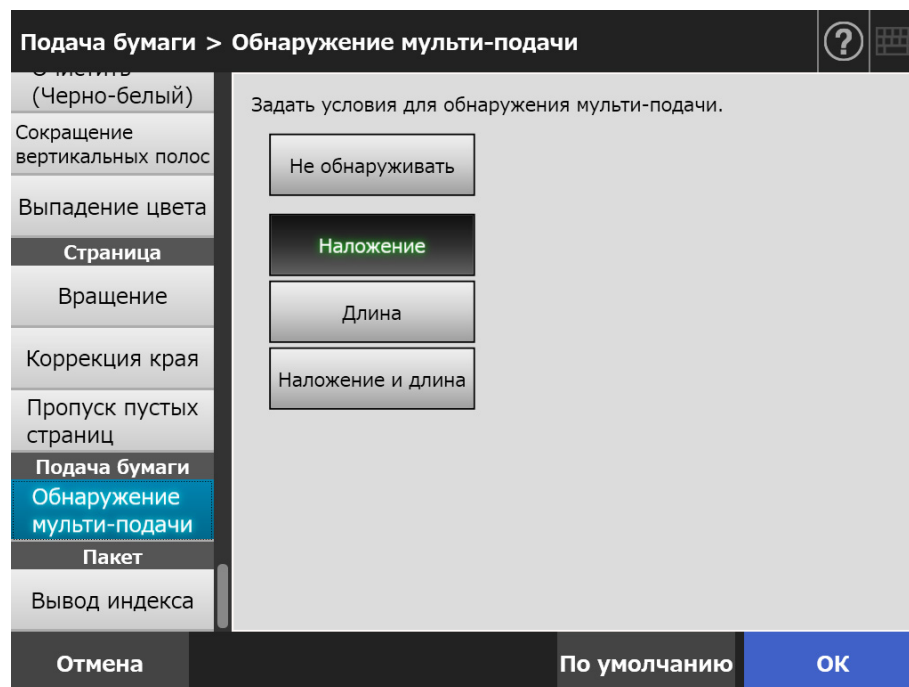 Подача бумаги > Обнаружение мульти-подачи
?
(Черно-белый)
Сокращение
вертикальных полос
Выпадение цвета
Страница
Вращение
Коррекция края
Пропуск пустых
страниц
Подача бумаги
Обнаружение
мульти-подачи
Пакет
Вывод индекса
Задать условия для обнаружения мульти-подачи.
Не обнаруживать
Наложение
Длина
Наложение и длина
Отмена
По умолчанию
ОК